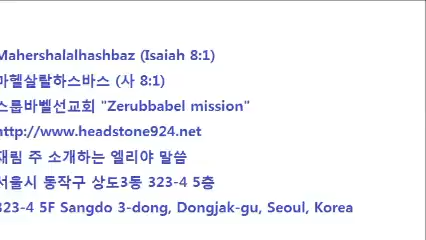 Mahershalalhashbaz (Isaiah 8:1)
마헬살랄하스바스 (사 8:1)
스룹바벨선교회 "Zerubbabel mission"
http://www.headstone924.net
재림 주 소개하는 엘리야 말씀
서울시 동작구 상도3동 323-4 5층
323-4 5F Sangdo 3-dong, Dongjak-gu, Seoul, Korea